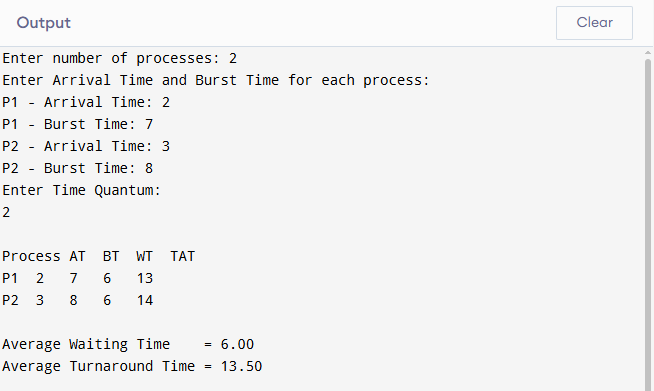 Output
Clear
Enter number of processes: 2
Enter Arrival Time and Burst Time for each process:
P1 - Arrival Time: 2
P1 - Burst Time: 7
P2 - Arrival Time: 3
P2 - Burst Time: 8
Enter Time Quantum:
2
Process AT  BT  WT  TAT
P1  2   7   6   13
P2  3   8   6   14
Average Waiting Time    = 6.00
Average Turnaround Time = 13.50